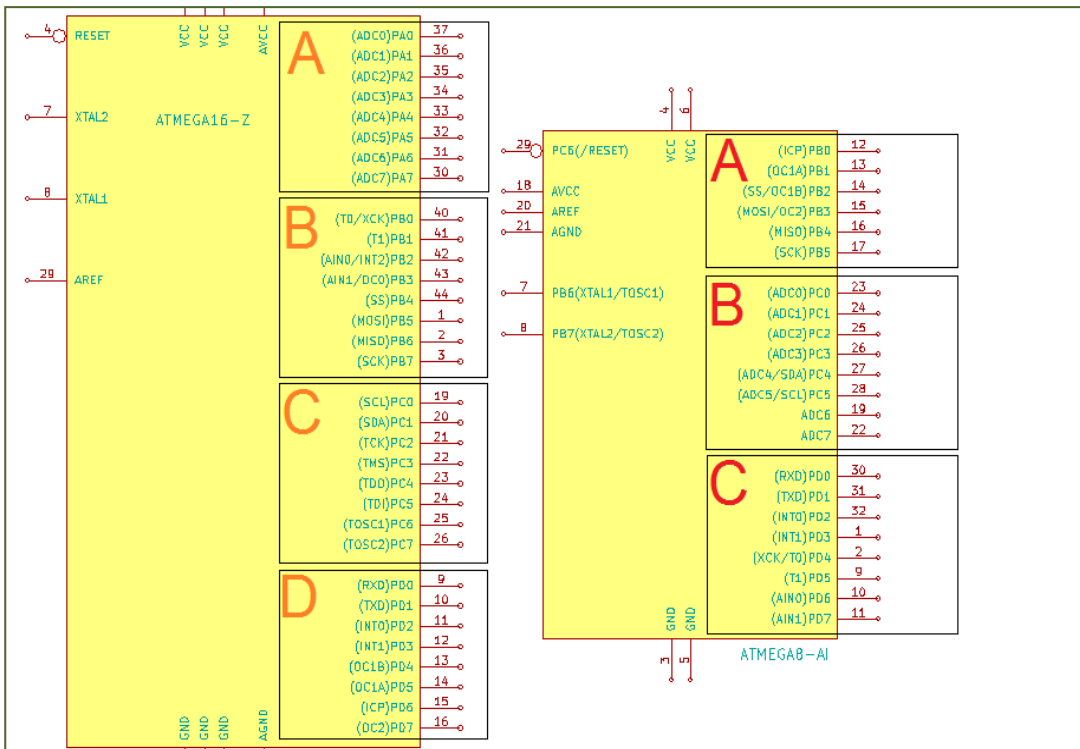 4
RESET
7
XTAL2
8
XTAL1
29
AREF
VCC
VCC
VCC
AVCC
ATMEGA16-Z
A
(ADC0)PA0 37
(ADC1)PA1 36
(ADC2)PA2 35
(ADC3)PA3 34
(ADC4)PA4 33
(ADC5)PA5 32
(ADC6)PA6 31
(ADC7)PA7 30
B
(T0/XCK)PB0 40
(T1)PB1 41
(AIN0/INT2)PB2 42
(AIN1/OC0)PB3 43
(SS)PB4 44
(MOSI)PB5 1
(MISO)PB6 2
(SCK)PB7 3
C
(SCL)PC0 19
(SDA)PC1 20
(TCK)PC2 21
(TMS)PC3 22
(TDO)PC4 23
(TDI)PC5 24
(TOSC1)PC6 25
(TOSC2)PC7 26
D
(RXD)PD0 9
(TXD)PD1 10
(INT0)PD2 11
(INT1)PD3 12
(OC1B)PD4 13
(OC1A)PD5 14
(ICP)PD6 15
(OC2)PD7 16
GND
GND
GND
AGND
4
6
VCC
VCC
29 PC6(/RESET)
18 AVCC
20 AREF
21 AGND
7 PB6(XTAL1/TOSC1)
8 PB7(XTAL2/TOSC2)
A
(ICP)PB0 12
(OC1A)PB1 13
(SS/OC1B)PB2 14
(MOSI/OC2)PB3 15
(MISO)PB4 16
(SCK)PB5 17
B
(ADC0)PC0 23
(ADC1)PC1 24
(ADC2)PC2 25
(ADC3)PC3 26
(ADC4/SDA)PC4 27
(ADC5/SCL)PC5 28
ADC6 19
ADC7 22
C
(RXD)PD0 30
(TXD)PD1 31
(INT0)PD2 32
(INT1)PD3 1
(XCK/T0)PD4 2
(T1)PD5 9
(AIN0)PD6 10
(AIN1)PD7 11
GND
GND
3
5
ATMEGA8-AI